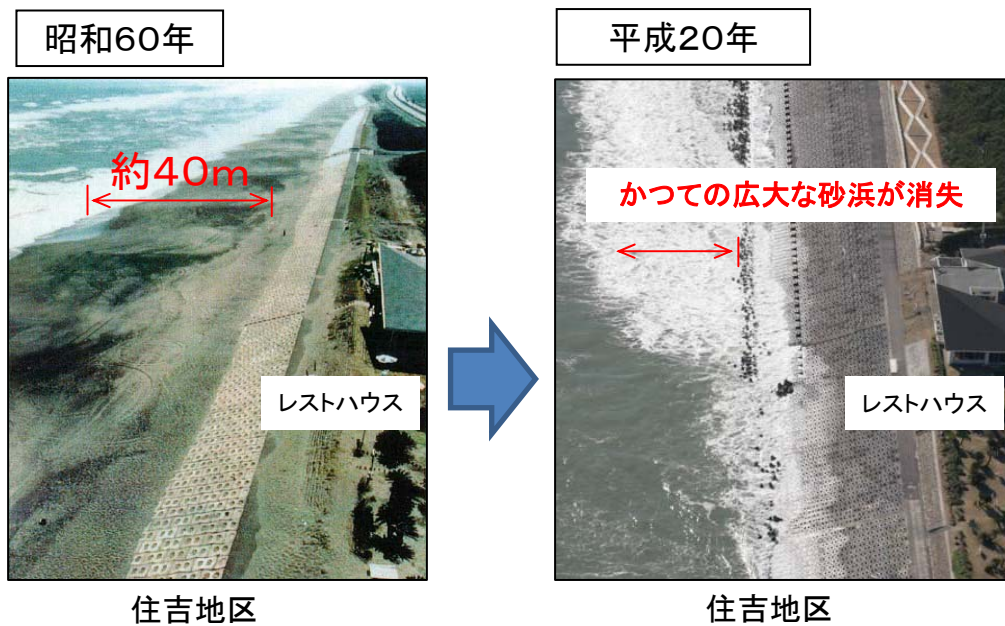 昭和60年
平成20年
約40m
かつての広大な砂浜が消失
レストハウス
レストハウス
住吉地区
住吉地区